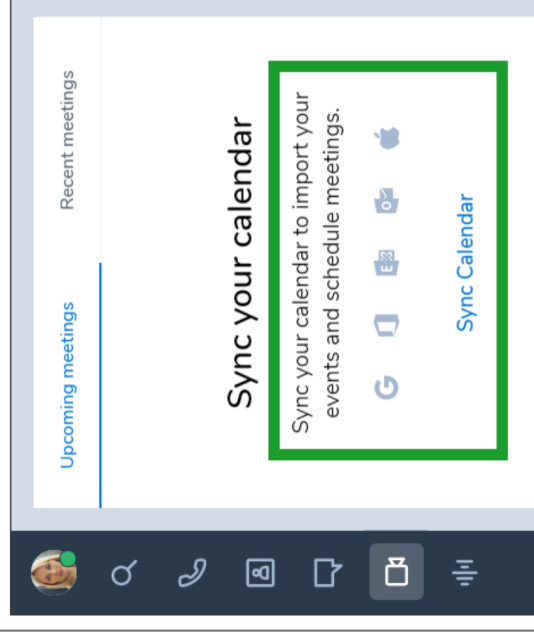 Upcoming meetings
Recent meetings
Sync your calendar
Sync your calendar to import your
events and schedule meetings.
Sync Calendar